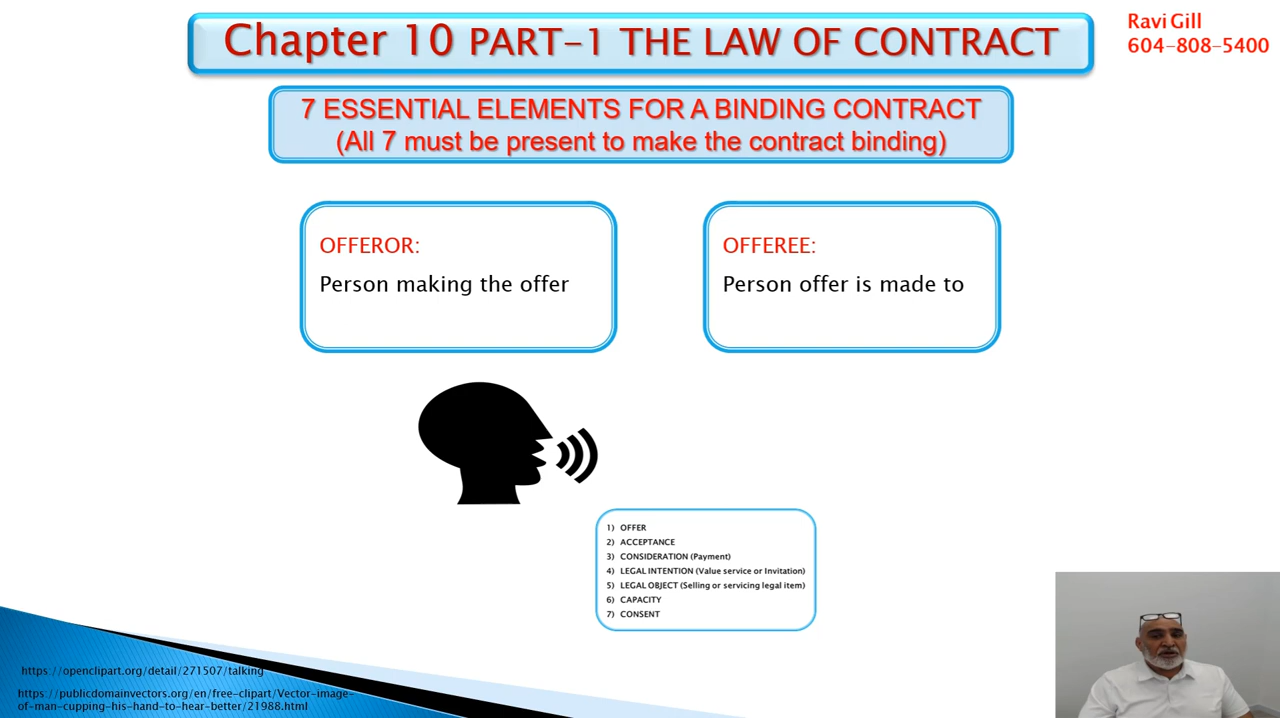 Chapter 10 PART-1 THE LAW OF CONTRACT
Ravi Gill
604-808-5400
7 ESSENTIAL ELEMENTS FOR A BINDING CONTRACT
(All 7 must be present to make the contract binding)
OFFEROR:
Person making the offer
OFFEREE:
Person offer is made to
1) OFFER
2) ACCEPTANCE
3) CONSIDERATION (Payment)
4) LEGAL INTENTION (Value service or Invitation)
5) LEGAL OBJECT (Selling or servicing legal item)
6) CAPACITY
7) CONSENT
https://openclipart.org/detail/271507/talking
https://publicdomainvectors.org/en/free-clipart/Vector-image-
of-man-cupping-his-hand-to-hear-better/21988.html